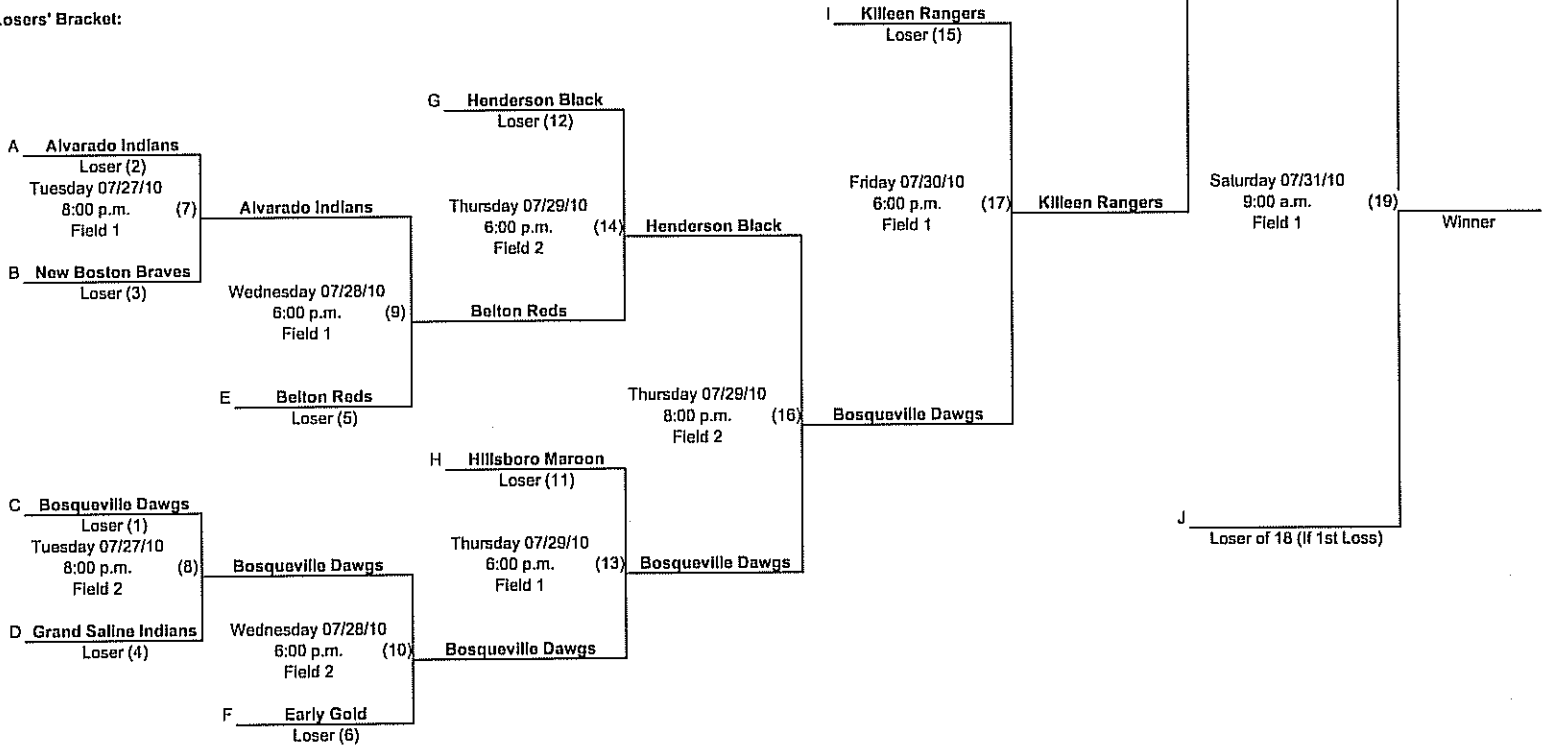 osers' Bracket:
I Killeen Rangers
Loser (15)
G Henderson Black
Loser (12)
A Alvarado Indians
Loser (2)
Tuesday 07/27/10
8:00 p.m. (7)
Field 1
Alvarado Indians
B New Boston Braves
Loser (3)
Thursday 07/29/10
6:00 p.m. (14)
Field 2
Henderson Black
Friday 07/30/10
6:00 p.m. (17)
Field 1
Killeen Rangers
Saturday 07/31/10
9:00 a.m. (19)
Field 1
Winner
Wednesday 07/28/10
6:00 p.m. (9)
Field 1
Belton Reds
E Belton Reds
Loser (5)
Thursday 07/29/10
8:00 p.m. (16)
Field 2
Bosqueville Dawgs
H Hillsboro Maroon
Loser (11)
C Bosqueville Dawgs
Loser (1)
Tuesday 07/27/10
8:00 p.m. (8)
Field 2
Bosqueville Dawgs
D Grand Saline Indians
Loser (4)
Thursday 07/29/10
6:00 p.m. (13)
Field 1
Bosqueville Dawgs
J
Loser of 18 (If 1st Loss)
Wednesday 07/28/10
6:00 p.m. (10)
Field 2
Bosqueville Dawgs
F Early Gold
Loser (6)